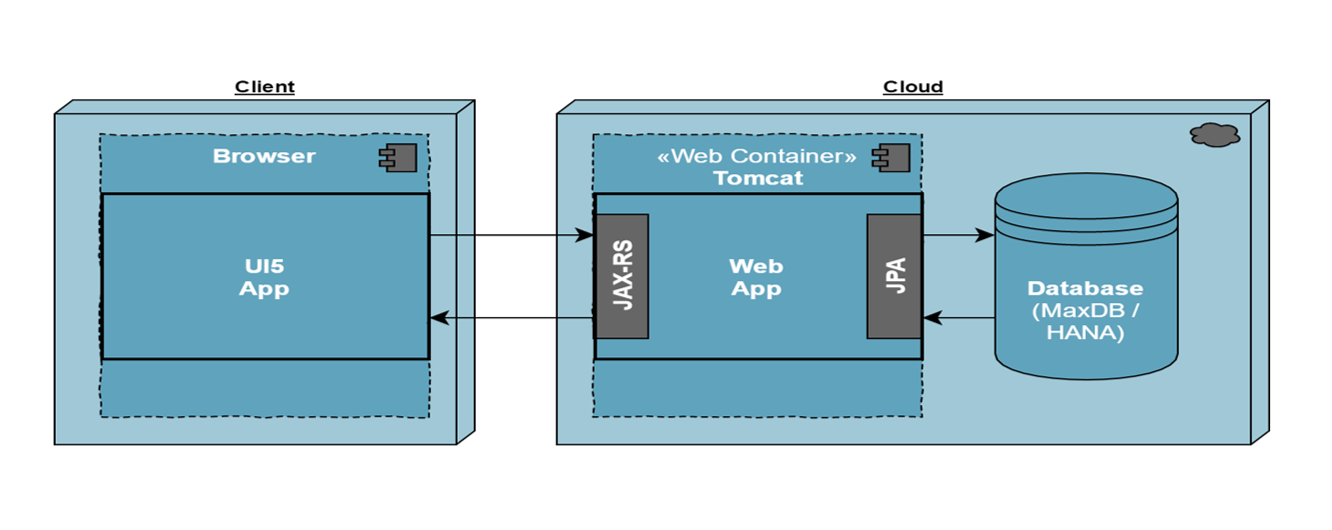 Client
Browser
UI5
App
Cloud
«Web Container»
Tomcat
JAX-RS
Web
App
JPA
Database
(MaxDB /
HANA)